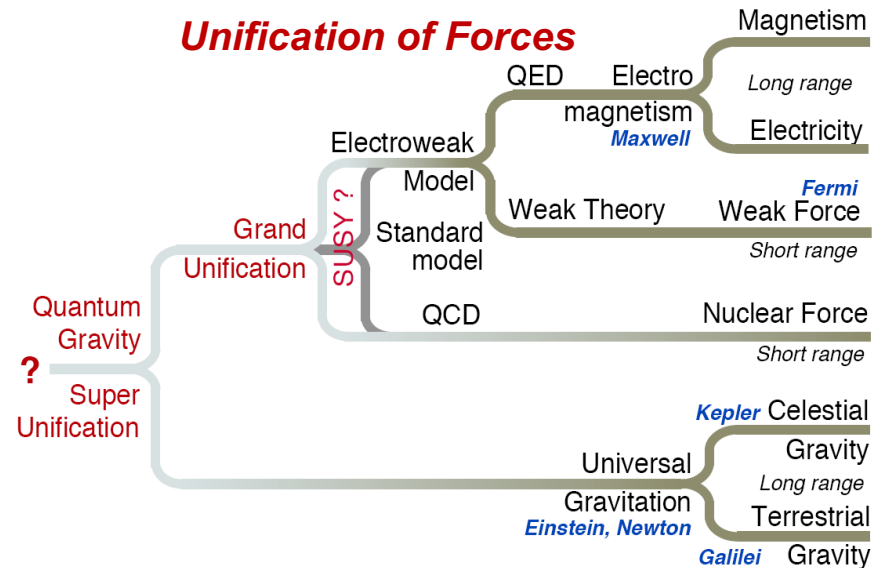 Unification of Forces
Magnetism
QED
Electro
magnetism
Maxwell
Long range
Electricity
Electroweak
Model
Fermi
Weak Theory
Weak Force
Short range
SUSY ?
Standard
model
Grand
Unification
QCD
Nuclear Force
Short range
Quantum
Gravity
?
Super
Unification
Kepler Celestial
Gravity
Long range
Universal
Gravitation
Einstein, Newton
Terrestrial
Galilei Gravity